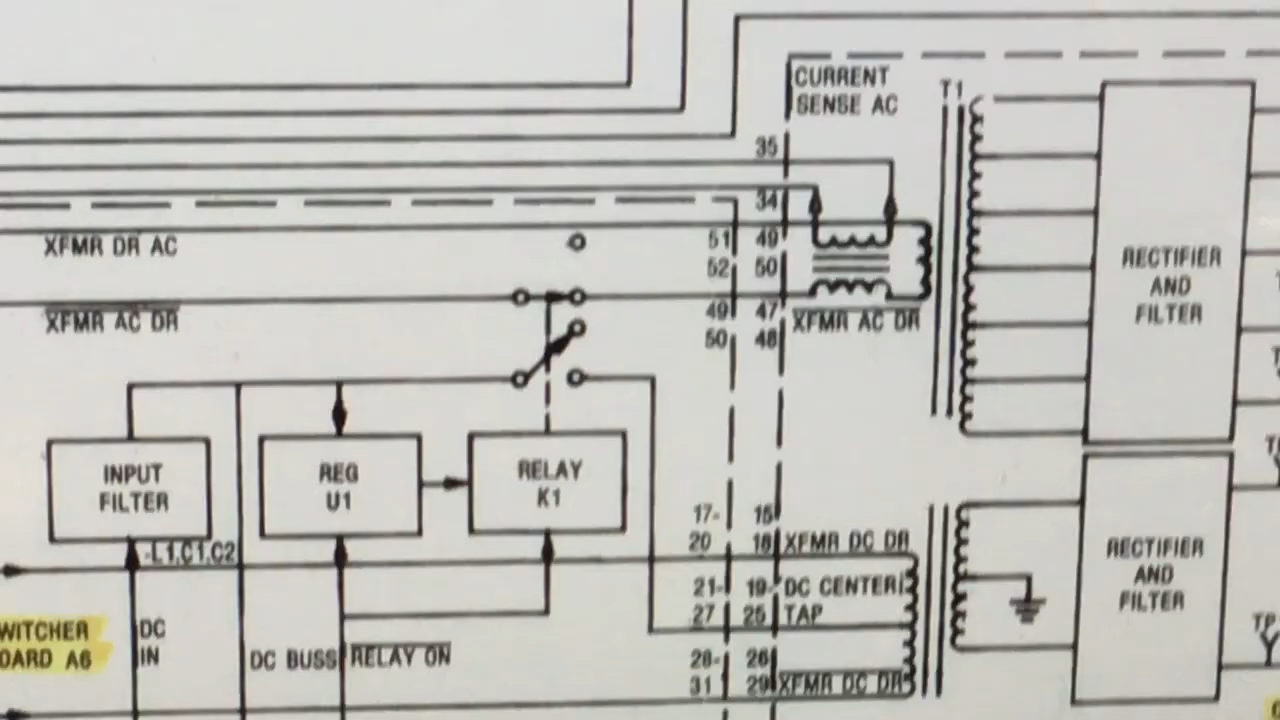 CURRENT
SENSE AC
T1
35
34
XFMR DR AC
51 49
52 50
XFMR AC DR
49 47
50 48
XFMR AC DR
RECTIFIER
AND
FILTER
INPUT
FILTER
REG
U1
RELAY
K1
-L1,C1,C2
17- 15
20 18 XFMR DC DR
21- 19- DC CENTER
27 25 TAP
28- 26
31 29 XFMR DC DR
RECTIFIER
AND
FILTER
WITCHER
OARD A6
DC
IN
DC BUSS
RELAY ON
TP